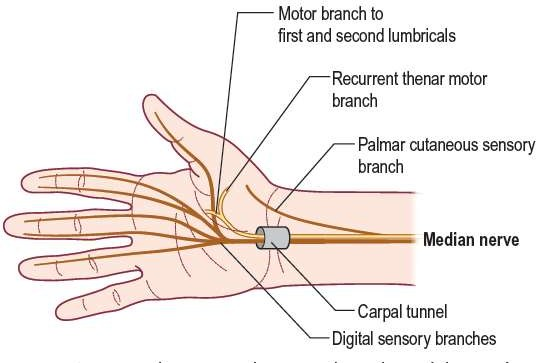 Motor branch to
first and second lumbricals
Recurrent thenar motor
branch
Palmar cutaneous sensory
branch
Median nerve
Carpal tunnel
Digital sensory branches